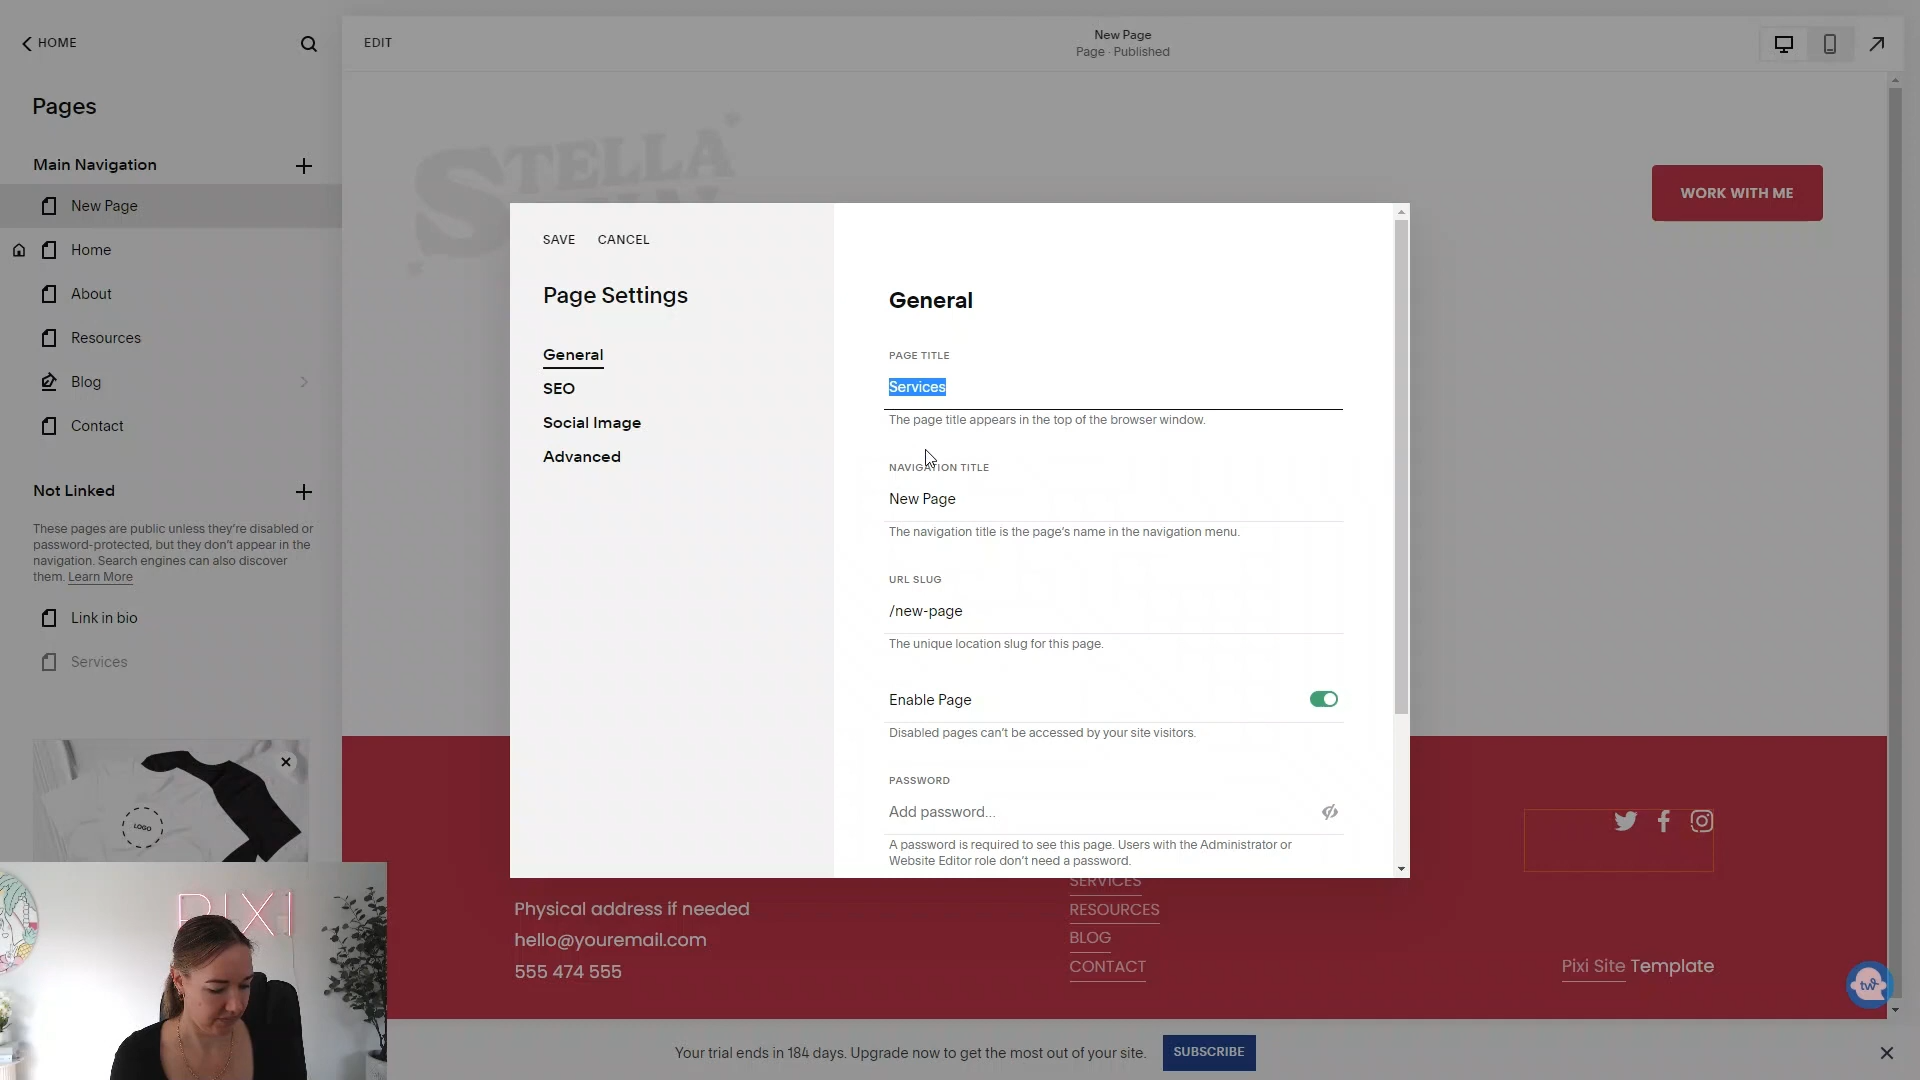 HOME
Pages
Main Navigation
New Page
Home
About
Resources
Blog
Contact
Not Linked
These pages are public unless they're disabled or
password-protected, but they don't appear in the
navigation. Search engines can also discover
them. Learn More
Link in bio
Services
LOGO
PIXI
EDIT
New Page
Page · Published
STELLA
WORK WITH ME
SAVE CANCEL
Page Settings
General
SEO
Social Image
Advanced
General
PAGE TITLE
Services
The page title appears in the top of the browser window.
NAVIGATION TITLE
New Page
The navigation title is the page's name in the navigation menu.
URL SLUG
/new-page
The unique location slug for this page.
Enable Page
Disabled pages can't be accessed by your site visitors.
PASSWORD
Add password...
A password is required to see this page. Users with the Administrator or
Website Editor role don't need a password.
Physical address if needed
hello@youremail.com
555 474 555
SERVICES
RESOURCES
BLOG
CONTACT
Pixi Site Template
tw
Your trial ends in 184 days. Upgrade now to get the most out of your site.
SUBSCRIBE